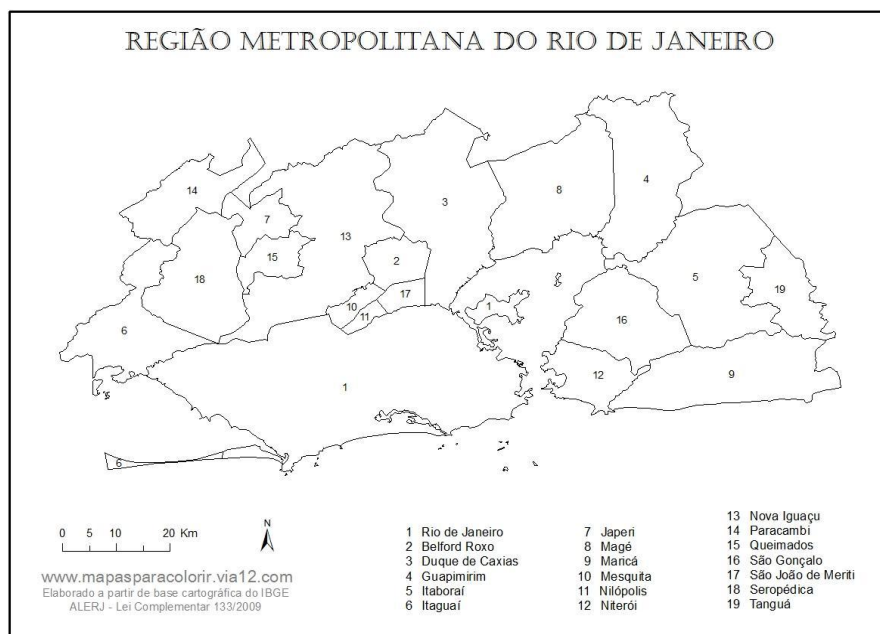 REGIÃO METROPOLITANA DO RIO DE JANEIRO
14
7
13
3
8
4
15
2
18
17
10
11
1
5
19
16
6
12
9
1
6
0 5 10 20 Km
N
www.mapasparacolorir.via12.com
Elaborado a partir de base cartográfica do IBGE
ALERJ - Lei Complementar 133/2009
1 Rio de Janeiro
2 Belford Roxo
3 Duque de Caxias
4 Guapimirim
5 Itaboraí
6 Itaguaí
7 Japeri
8 Magé
9 Maricá
10 Mesquita
11 Nilópolis
12 Niterói
13 Nova Iguaçu
14 Paracambi
15 Queimados
16 São Gonçalo
17 São João de Meriti
18 Seropédica
19 Tanguá